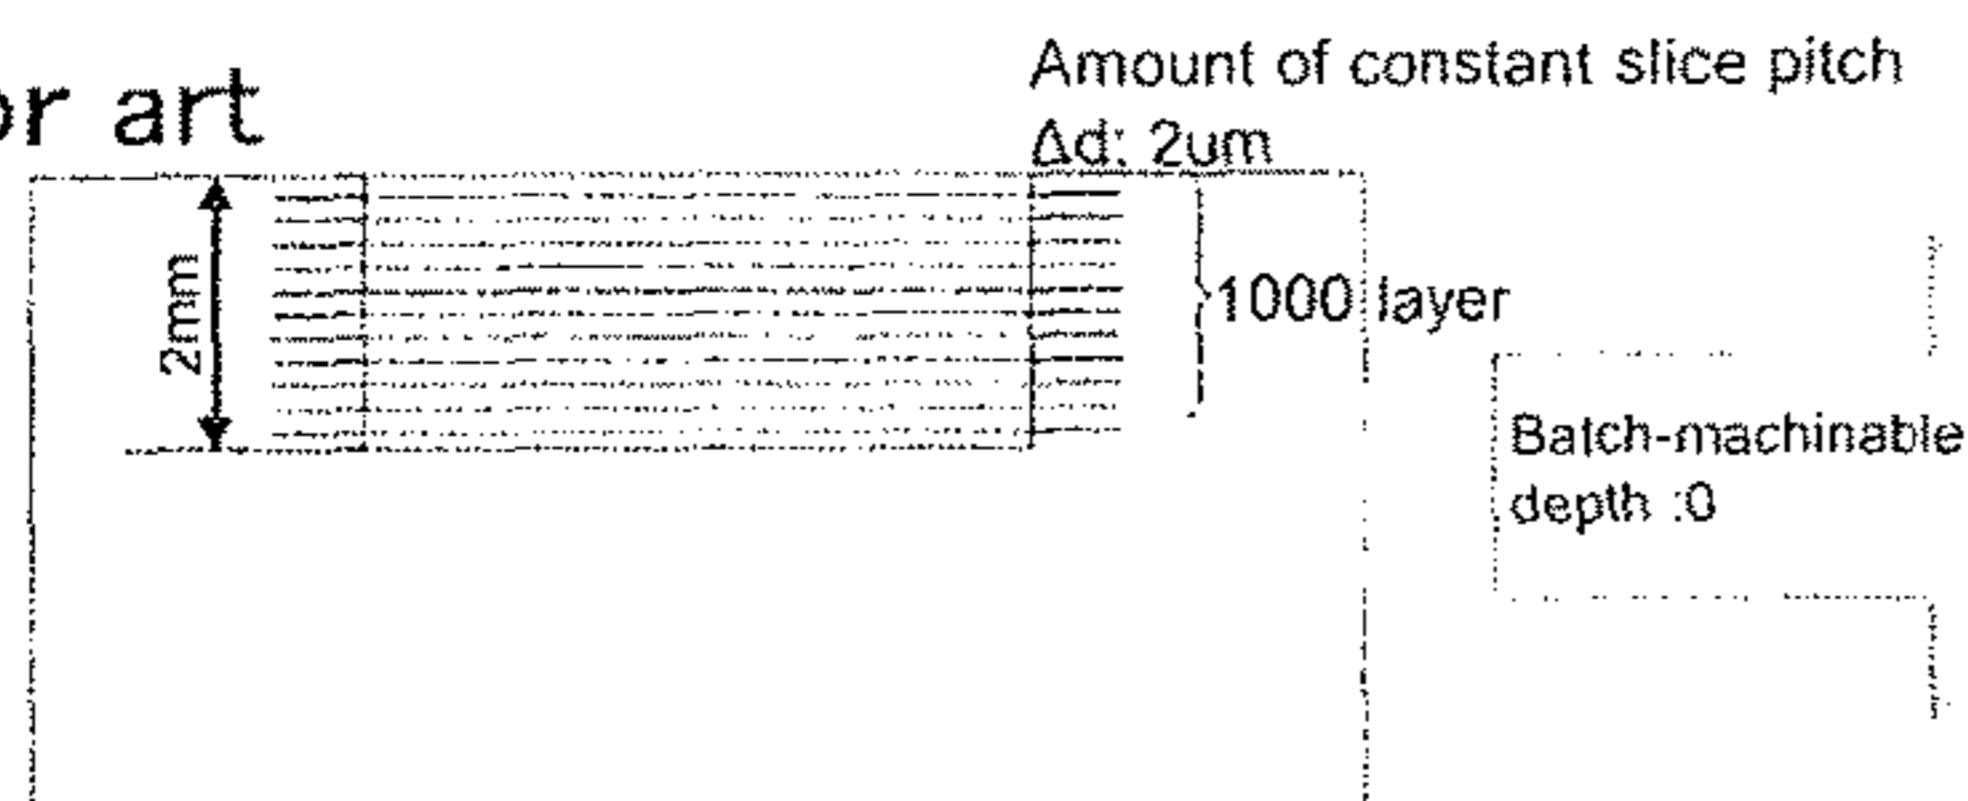 or art
Amount of constant slice pitch
Δd: 2um
2mm
1000 layer
Batch-machinable
depth :0